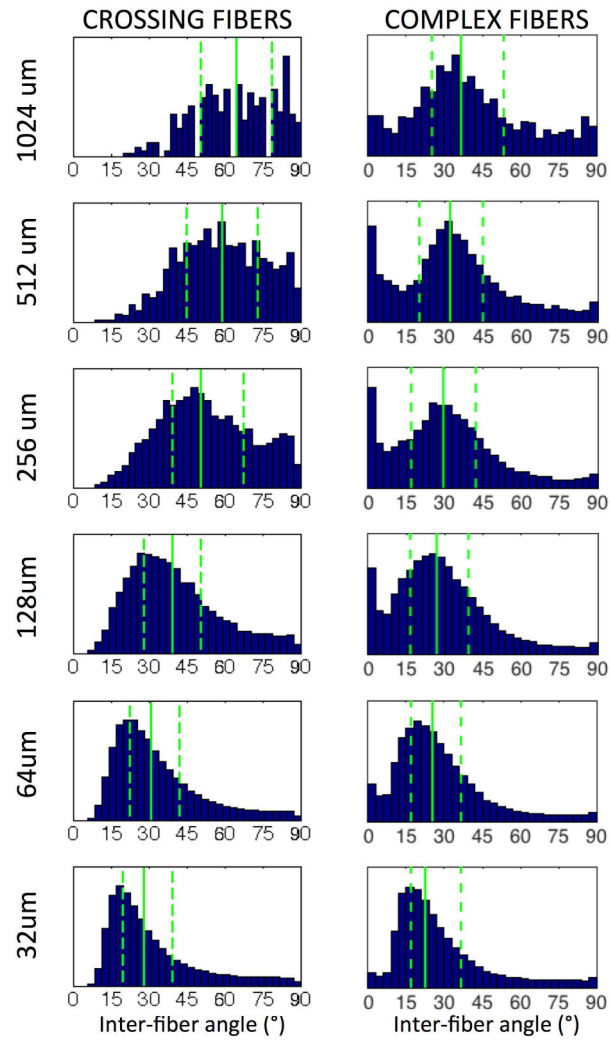 CROSSING FIBERS COMPLEX FIBERS
1024 um
0 15 30 45 60 75 90 0 15 30 45 60 75 90
512 um
0 15 30 45 60 75 90 0 15 30 45 60 75 90
256 um
0 15 30 45 60 75 90 0 15 30 45 60 75 90
128um
0 15 30 45 60 75 90 0 15 30 45 60 75 90
64um
0 15 30 45 60 75 90 0 15 30 45 60 75 90
32um
0 15 30 45 60 75 90 0 15 30 45 60 75 90
Inter-fiber angle (°) Inter-fiber angle (°)